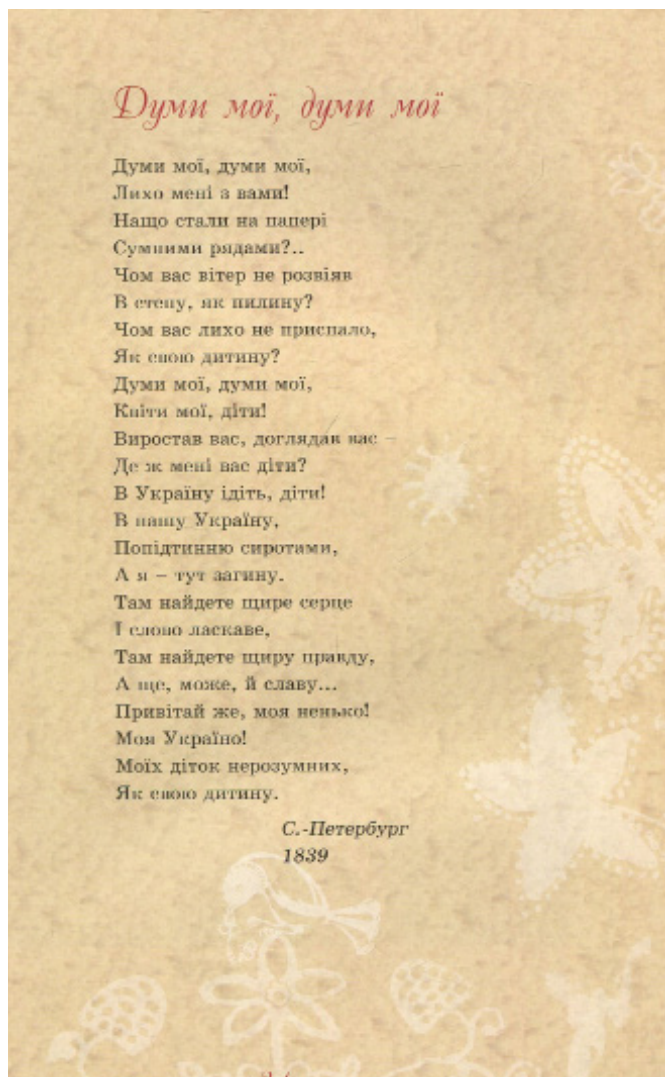 Думи мої, думи мої
Думи мої, думи мої,
Лихо мені з вами!
Нащо стали на папері
Сумними рядами?..
Чом вас вітер не розвіяв
В степу, як пилину?
Чом вас лихо не приспало,
Як свою дитину?
Думи мої, думи мої,
Квіти мої, діти!
Виростав вас, доглядав вас –
Де ж мені вас діти?
В Україну ідіть, діти!
В нашу Україну,
Попідтинню сиротами,
А я – тут загину.
Там найдете щире серце
І слово ласкаве,
Там найдете щиру правду,
А ще, може, й славу...
Привітай же, моя ненько!
Моя Україно!
Моїх діток нерозумних,
Як свою дитину.
С.-Петербург
1839